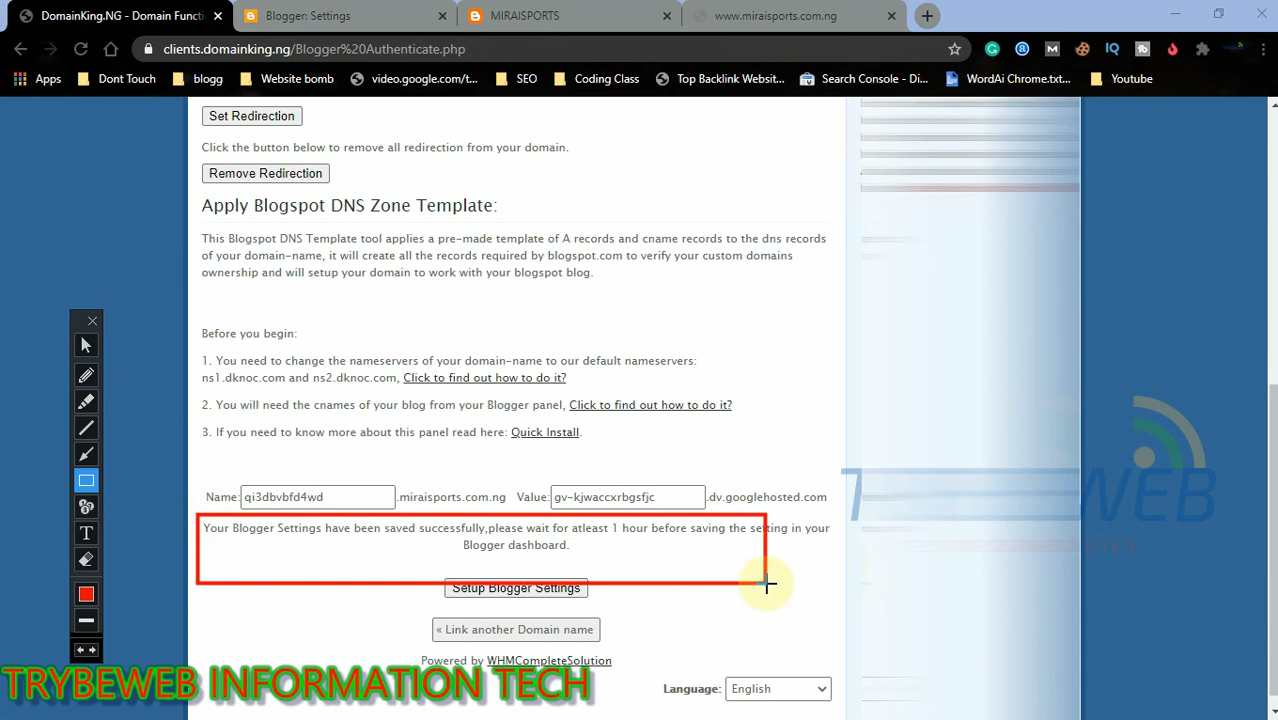 DomainKing.NG - Domain Functi
Blogger: Settings
MIRAISPORTS
www.miraisports.com.ng
clients.domainking.ng/Blogger%20Authenticate.php
Apps
Dont Touch
blogg
Website bomb
video.google.com/t...
SEO
Coding Class
Top Backlink Websit...
Search Console - Di...
WordAi Chrome.txt...
Youtube
Set Redirection
Click the button below to remove all redirection from your domain.
Remove Redirection
Apply Blogspot DNS Zone Template:
This Blogspot DNS Template tool applies a pre-made template of A records and cname records to the dns records
of your domain-name, it will create all the records required by blogspot.com to verify your custom domains
ownership and will setup your domain to work with your blogspot blog.
Before you begin:
1. You need to change the nameservers of your domain-name to our default nameservers:
ns1.dknoc.com and ns2.dknoc.com, Click to find out how to do it?
2. You will need the cnames of your blog from your Blogger panel, Click to find out how to do it?
3. If you need to know more about this panel read here: Quick Install.
Name: qi3dbvbfd4wd .miraisports.com.ng Value: gv-kjwaccxrbgsfjc .dv.googlehosted.com
Your Blogger Settings have been saved successfully,please wait for atleast 1 hour before saving the setting in your
Blogger dashboard.
Setup Blogger Settings
« Link another Domain name
Powered by WHMCompleteSolution
TRYBEWEB INFORMATION TECH
Language: English